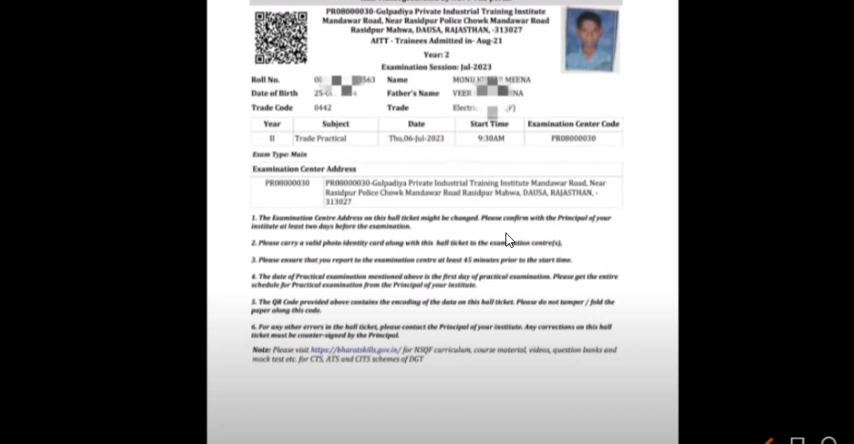 PR08000030-Gulpadiya Private Industrial Training Institute
Mandawar Road, Near Rasidpur Police Chowk Mandawar Road
Rasidpur Mahwa, DAUSA, RAJASTHAN, -313027
AITT - Trainees Admitted in- Aug-21
Year: 2
Examination Session: Jul-2023
Roll No. Name MONU MEENA
Date of Birth Father's Name VEER
Trade Code 0442 Trade
Year Subject Date Start Time Examination Center Code
II Trade Practical Thu,06-Jul-2023 9:30AM PR08000030
Exam Type: Main
Examination Center Address
PR08000030 PR08000030-Gulpadiya Private Industrial Training Institute Mandawar Road, Near
Rasidpur Police Chowk Mandawar Road Rasidpur Mahwa, DAUSA, RAJASTHAN, -
313027
1. The Examination Centre Address on this hall ticket might be changed. Please confirm with the Principal of your
institute at least two days before the examination.
2. Please carry a valid photo identity card along with this hall ticket to the examination centre(s),
3. Please ensure that you report to the examination centre at least 45 minutes prior to the start time.
4. The date of Practical examination mentioned above is the first day of practical examination. Please get the entire
schedule for Practical examination from the Principal of your institute.
5. The QR Code provided above contains the encoding of the data on this hall ticket. Please do not tamper / fold the
paper along this code.
6. For any other errors in the hall ticket, please contact the Principal of your institute. Any corrections on this hall
ticket must be counter-signed by the Principal.
Note: Please visit https://bharatskills.gov.in/ for NSQF curriculum, course material, videos, question banks and
mock test etc. for CTS, ATS and CITS schemes of DGT